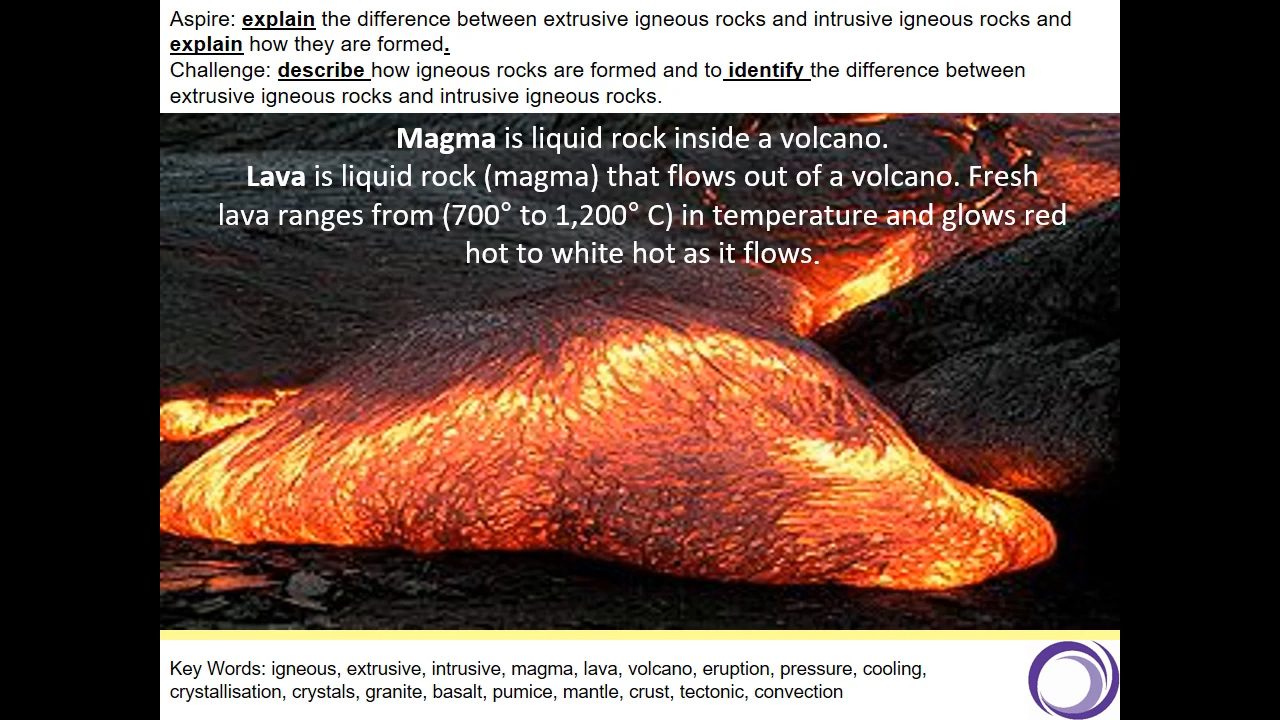 Aspire: explain the difference between extrusive igneous rocks and intrusive igneous rocks and
explain how they are formed.
Challenge: describe how igneous rocks are formed and to identify the difference between
extrusive igneous rocks and intrusive igneous rocks.
Magma is liquid rock inside a volcano.
Lava is liquid rock (magma) that flows out of a volcano. Fresh
lava ranges from (700° to 1,200° C) in temperature and glows red
hot to white hot as it flows.
Key Words: igneous, extrusive, intrusive, magma, lava, volcano, eruption, pressure, cooling,
crystallisation, crystals, granite, basalt, pumice, mantle, crust, tectonic, convection